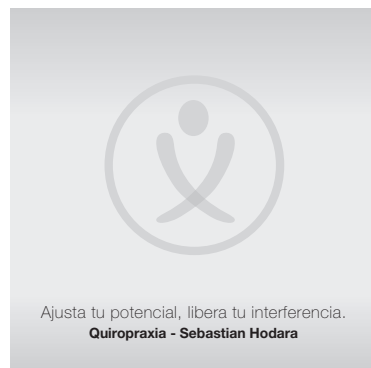 Ajusta tu potencial, libera tu interferencia.
Quiropraxia - Sebastian Hodara